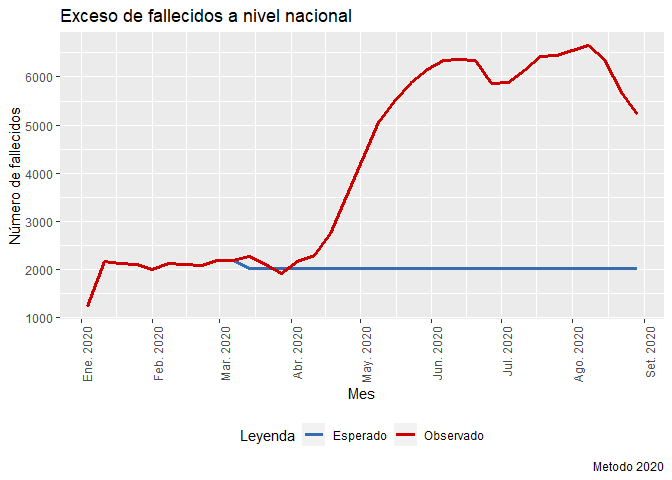 Exceso de fallecidos a nivel nacional
Número de fallecidos
6000
5000
4000
3000
2000
1000
Ene. 2020
Feb. 2020
Mar. 2020
Abr. 2020
May. 2020
Jun. 2020
Jul. 2020
Ago. 2020
Set. 2020
Mes
Leyenda Esperado Observado
Metodo 2020